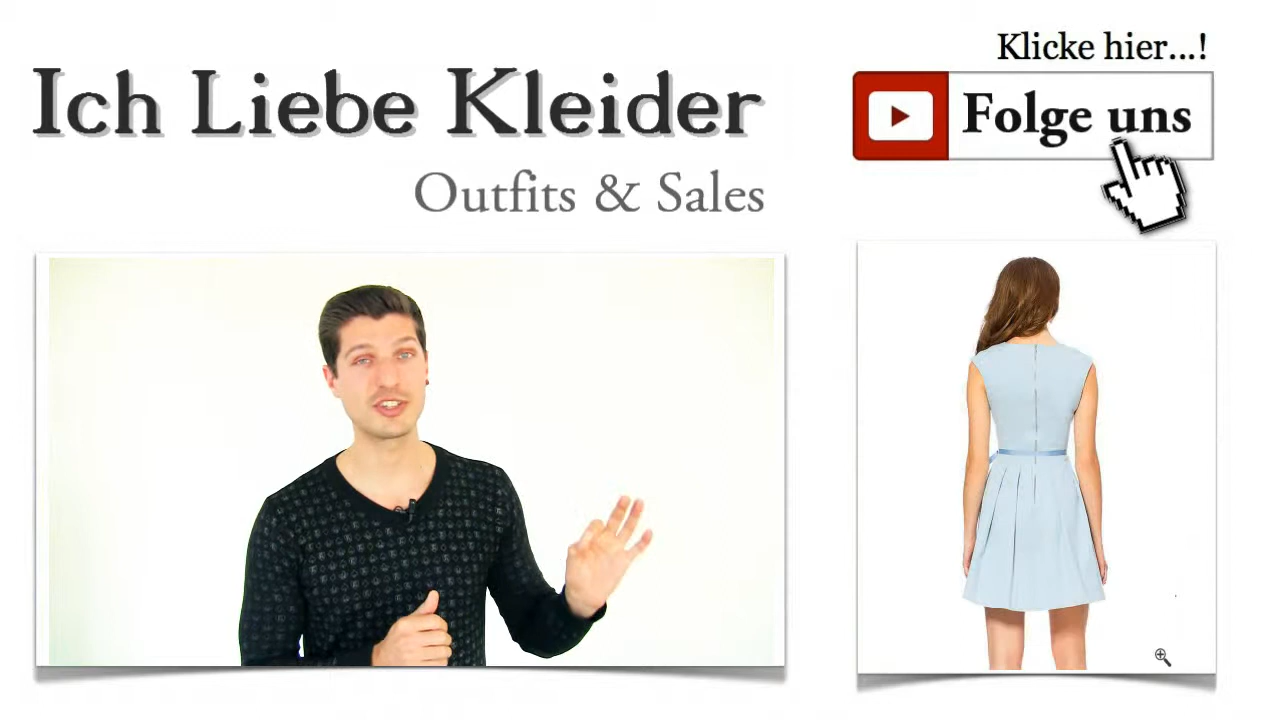 Ich Liebe Kleider
Outfits & Sales
Klicke hier...!
Folge uns